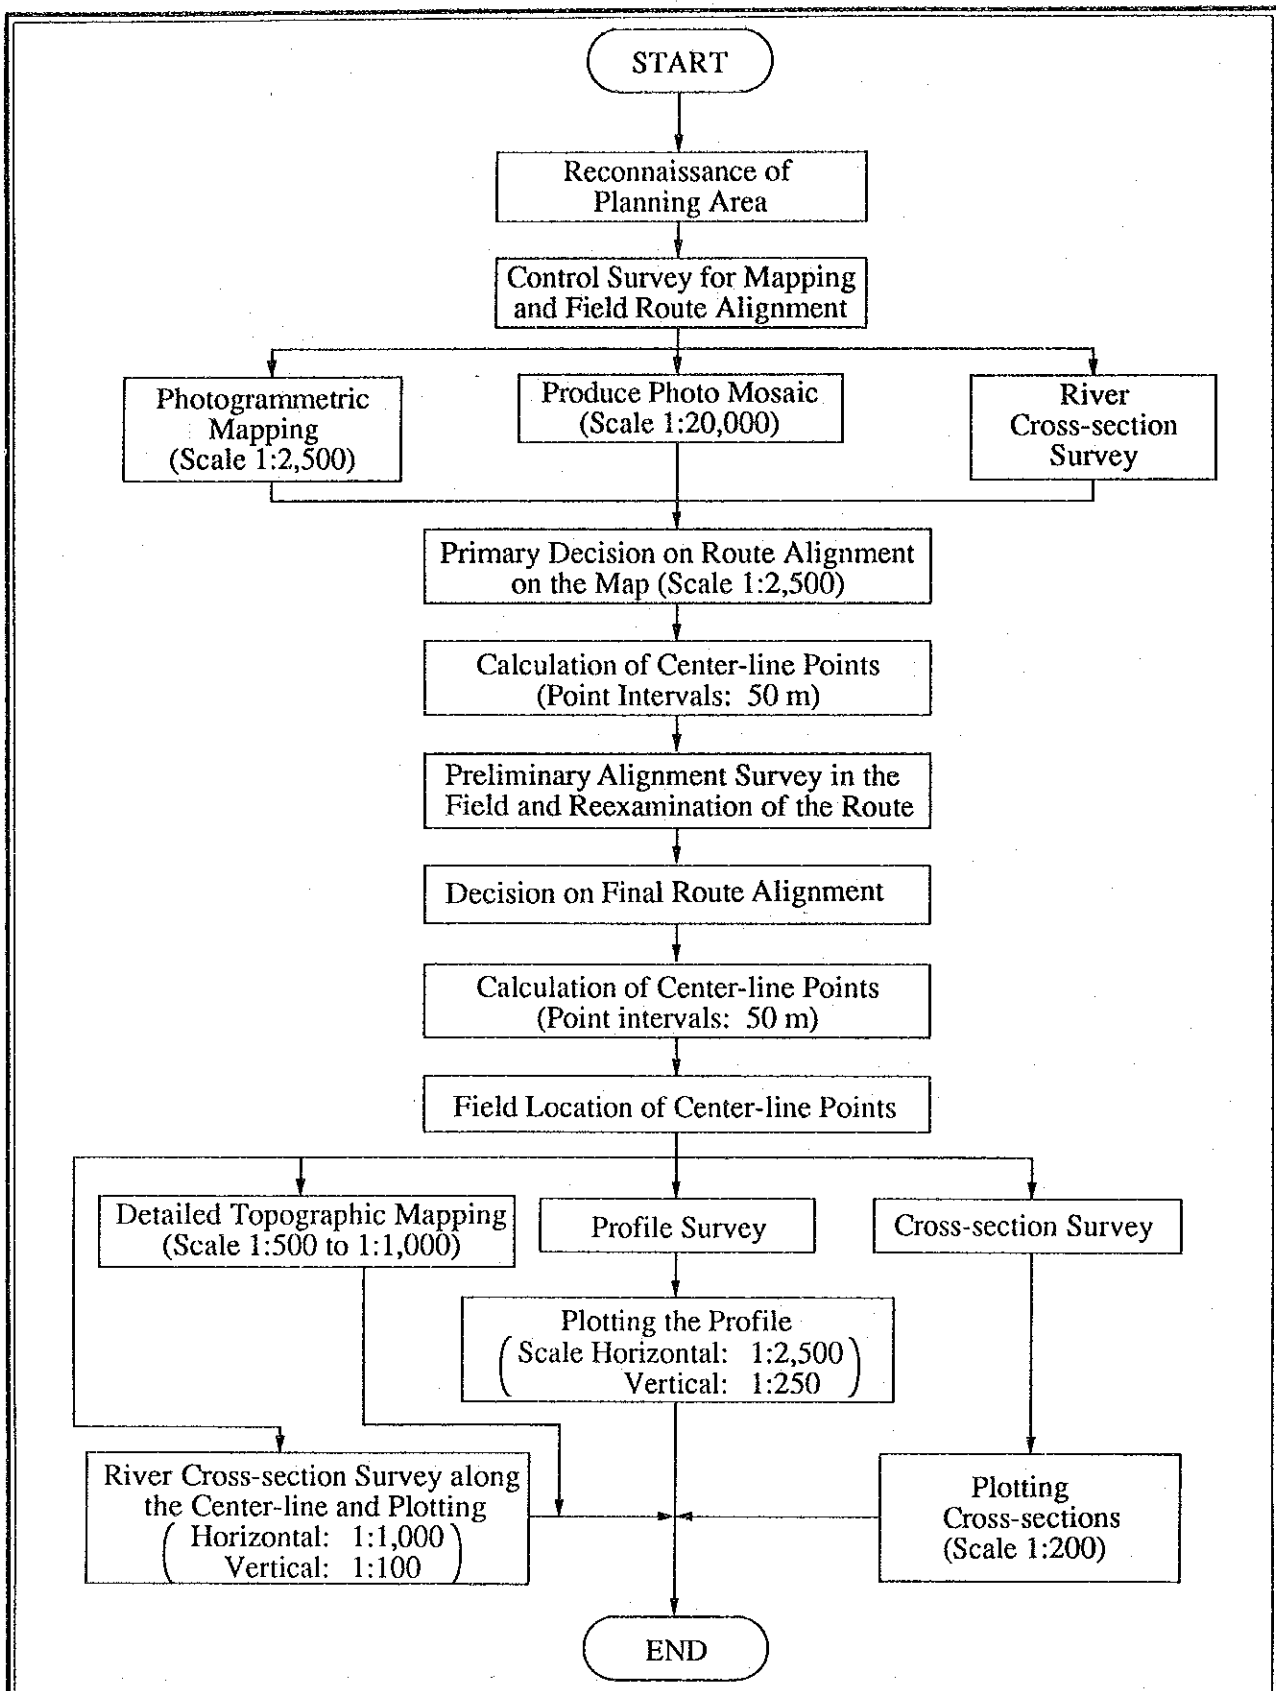 START
Reconnaissance of
Planning Area
Control Survey for Mapping
and Field Route Alignment
Photogrammetric
Mapping
(Scale 1:2,500)
Produce Photo Mosaic
(Scale 1:20,000)
River
Cross-section
Survey
Primary Decision on Route Alignment
on the Map (Scale 1:2,500)
Calculation of Center-line Points
(Point Intervals: 50 m)
Preliminary Alignment Survey in the
Field and Reexamination of the Route
Decision on Final Route Alignment
Calculation of Center-line Points
(Point intervals: 50 m)
Field Location of Center-line Points
Detailed Topographic Mapping
(Scale 1:500 to 1:1,000)
Profile Survey
Cross-section Survey
Plotting the Profile
(Scale Horizontal: 1:2,500
Vertical: 1:250)
River Cross-section Survey along
the Center-line and Plotting
(Horizontal: 1:1,000
Vertical: 1:100)
Plotting
Cross-sections
(Scale 1:200)
END